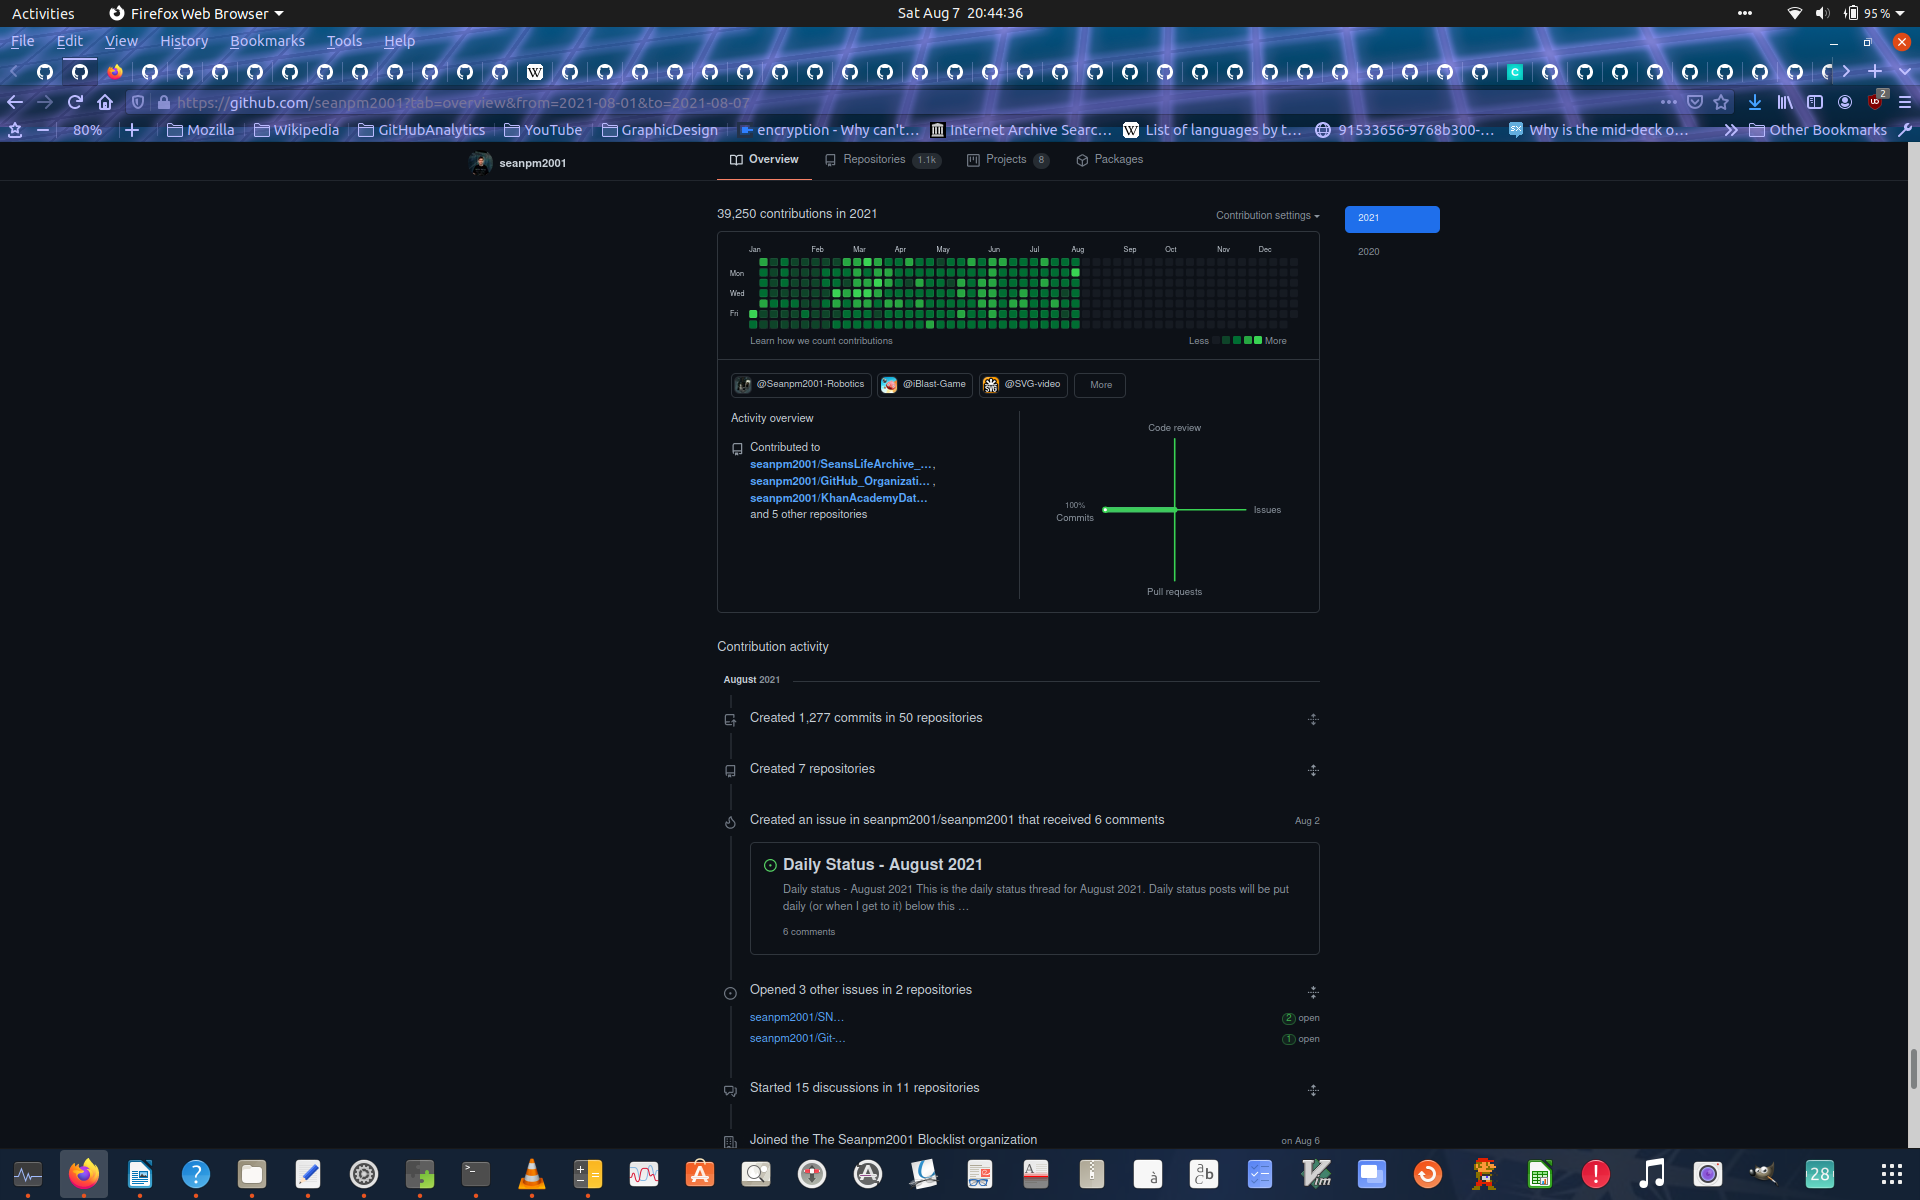 Activities
Firefox Web Browser
Sat Aug 7 20:44:36
95 %
File Edit View History Bookmarks Tools Help
https://github.com/seanpm2001?tab=overview&from=2021-08-01&to=2021-08-07
2
80%
Mozilla
Wikipedia
GitHubAnalytics
YouTube
GraphicDesign
encryption - Why can't…
Internet Archive Searc…
List of languages by t…
91533656-9768b300-…
Why is the mid-deck o…
Other Bookmarks
seanpm2001
Overview
Repositories 1.1k
Projects 8
Packages
39,250 contributions in 2021
Contribution settings
2021
2020
Jan Feb Mar Apr May Jun Jul Aug Sep Oct Nov Dec
Mon
Wed
Fri
Learn how we count contributions
Less More
@Seanpm2001-Robotics
@iBlast-Game
@SVG-video
More
Activity overview
Contributed to
seanpm2001/SeansLifeArchive_…,
seanpm2001/GitHub_Organizati… ,
seanpm2001/KhanAcademyDat…
and 5 other repositories
Code review
100%
Commits
Issues
Pull requests
Contribution activity
August 2021
Created 1,277 commits in 50 repositories
Created 7 repositories
Created an issue in seanpm2001/seanpm2001 that received 6 comments
Aug 2
Daily Status - August 2021
Daily status - August 2021 This is the daily status thread for August 2021. Daily status posts will be put
daily (or when I get to it) below this …
6 comments
Opened 3 other issues in 2 repositories
seanpm2001/SN…
2 open
seanpm2001/Git-…
1 open
Started 15 discussions in 11 repositories
Joined the The Seanpm2001 Blocklist organization
on Aug 6
28